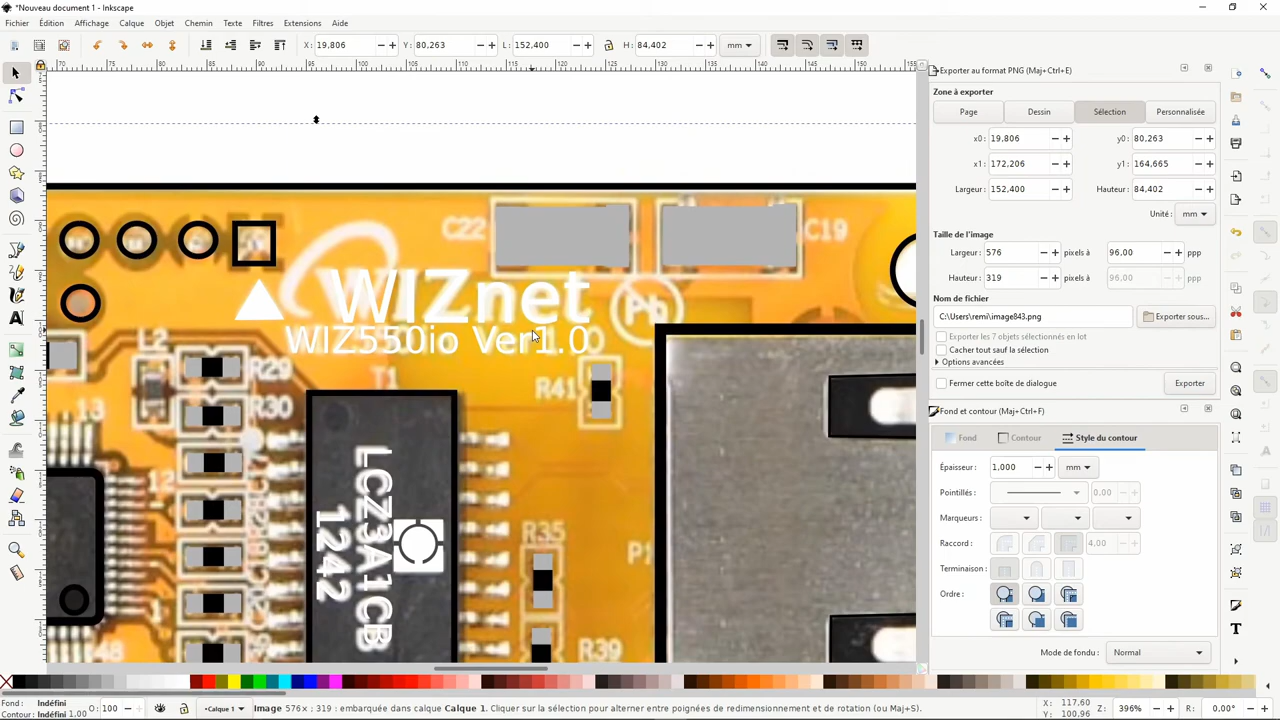 *Nouveau document 1 - Inkscape
Fichier Édition Affichage Calque Objet Chemin Texte Filtres Extensions Aide
X: 19,806 Y: 80,263 L: 152,400 H: 84,402 mm
Exporter au format PNG (Maj+Ctrl+E)
Zone à exporter
Page Dessin Sélection Personnalisée
x0: 19,806 y0: 80,263
x1: 172,206 y1: 164,665
Largeur : 152,400 Hauteur : 84,402
Unité : mm
Taille de l'image
Largeur : 576 pixels à 96,00 ppp
Hauteur : 319 pixels à 96,00 ppp
Nom de fichier
C:\Users\remi\image843.png Exporter sous...
Exporter les 7 objets sélectionnés en lot
Cacher tout sauf la sélection
Options avancées
Fermer cette boîte de dialogue Exporter
Fond et contour (Maj+Ctrl+F)
Fond Contour Style du contour
Épaisseur : 1,000 mm
Pointillés : 0.00
Marqueurs :
Raccord : 4,00
Terminaison :
Ordre :
Mode de fondu : Normal
C22 C19
WIZnet
WIZ550io Ver1.0
L2 R29 T1 R41
13 R30
12
LCZ3A1CB
1242
R35
R39
1
Fond : Indéfini
Contour : Indéfini 1,00
O: 100
•Calque 1
Image 576× ; 319 : embarquée dans calque Calque 1. Cliquer sur la sélection pour alterner entre poignées de redimensionnement et de rotation (ou Maj+S).
X: 117,60
Y: 100,96
Z: 396%
R: 0,00°